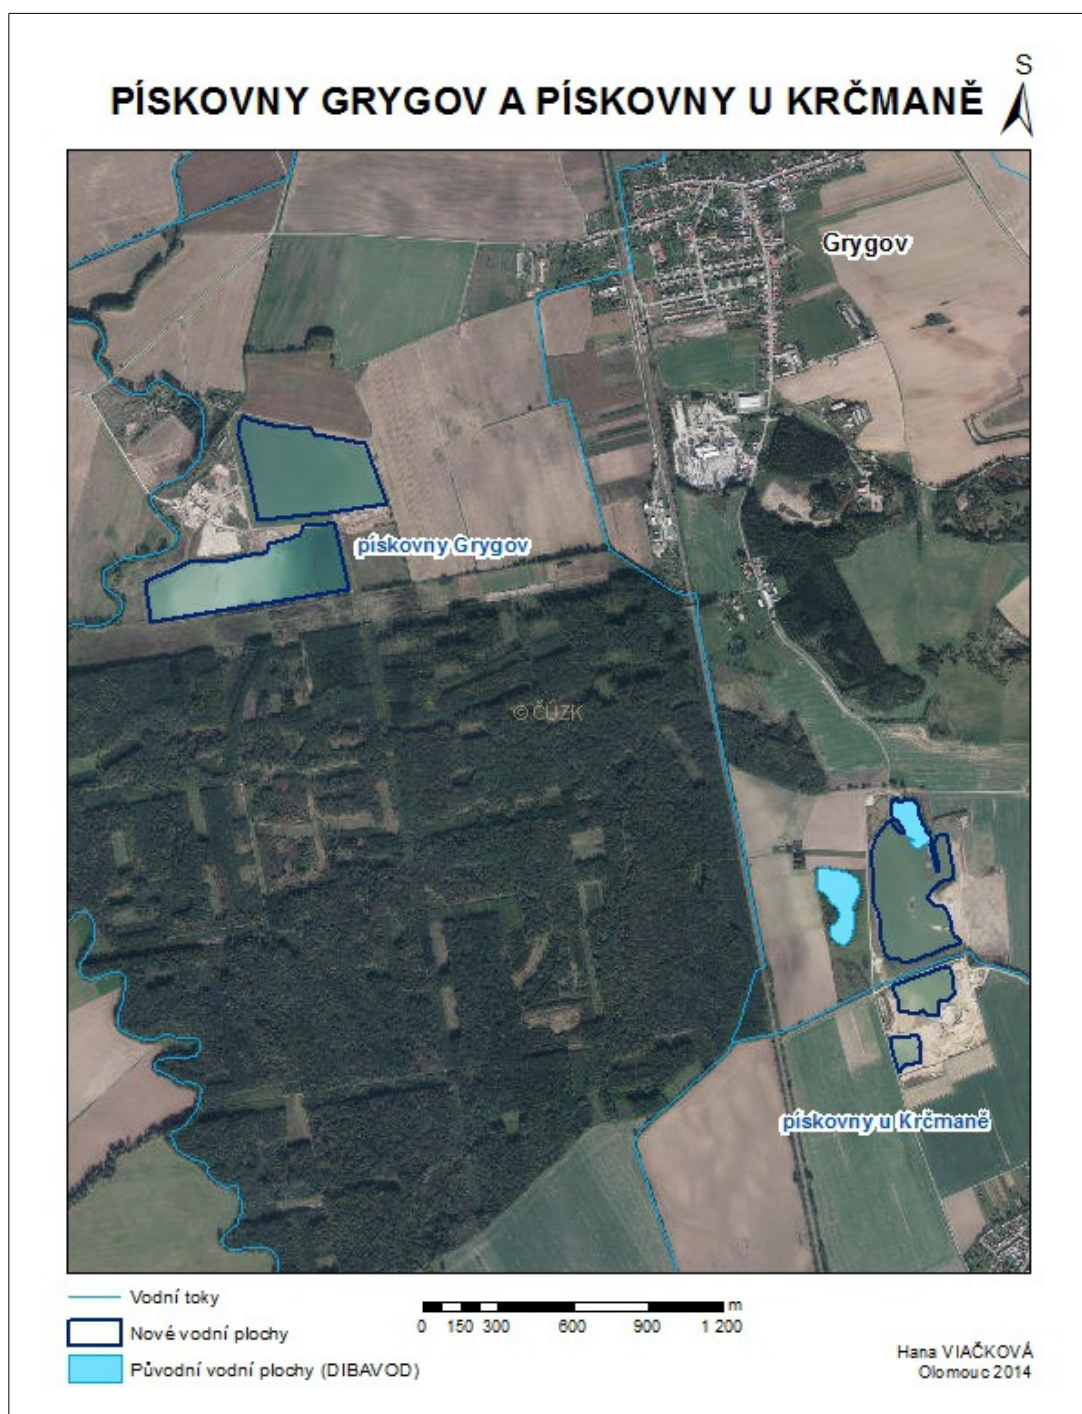 S
PÍSKOVNY GRYGOV A PÍSKOVNY U KRČMANĚ
Grygov
pískovny Grygov
© ČÚZK
pískovny u Krčmaně
Vodní toky
Nové vodní plochy
Původní vodní plochy (DIBAVOD)
m
0 150 300 600 900 1 200
Hana VIAČKOVÁ
Olomouc 2014